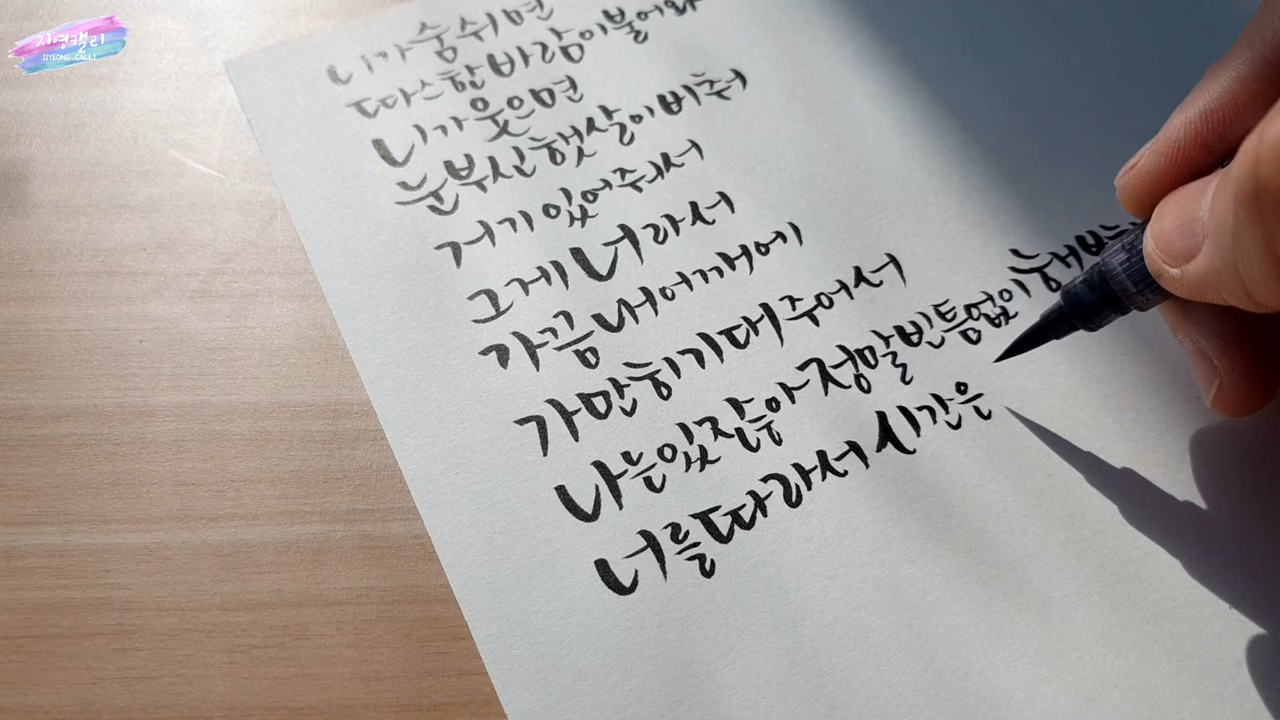 지영캘리
JIYEONG CALLI
니가 숨쉬면
따스한 바람이 불어와
니가 웃으면
눈부신 햇살이 비춰
거기 있어줘서
그게 너라서
가끔 내 어깨에
가만히 기대주어서
나는 있잖아 정말 빈틈없이 행
너를 따라서 시간은